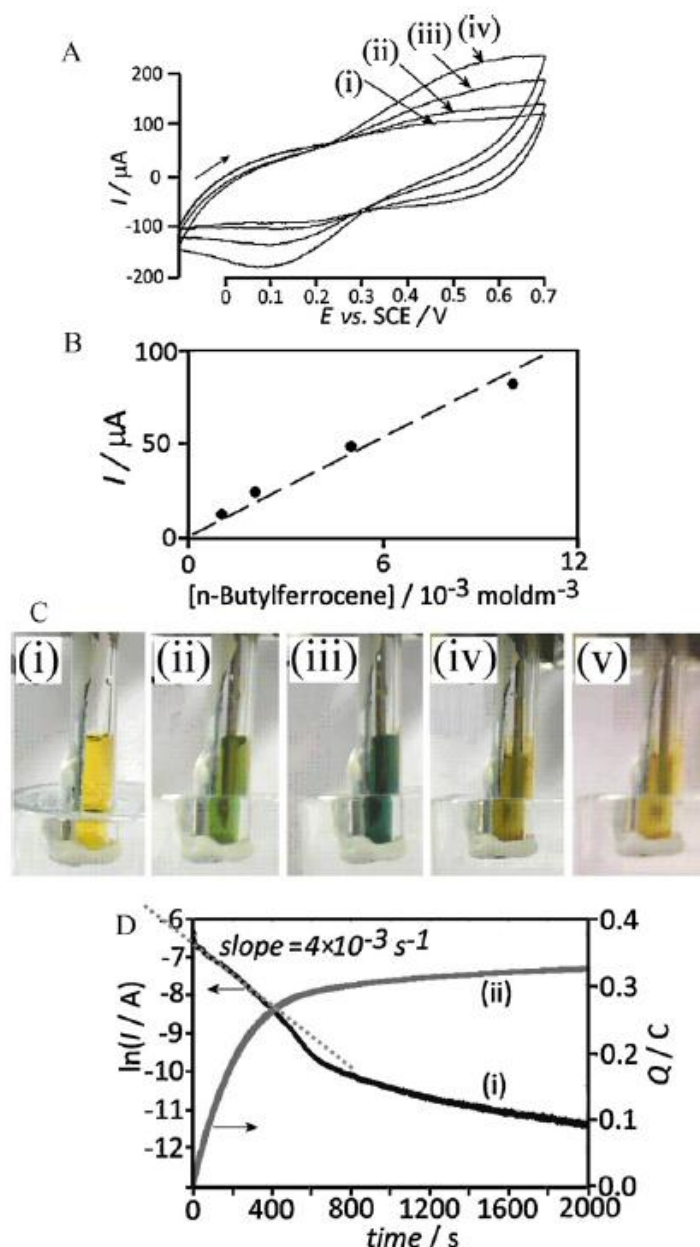 A
(iv)
(iii)
(ii)
(i)
200
100
0
-100
-200
I / µA
0 0.1 0.2 0.3 0.4 0.5 0.6 0.7
E vs. SCE / V
B
100
50
0
I / µA
0 6 12
[n-Butylferrocene] / 10⁻³ moldm⁻³
C
(i) (ii) (iii) (iv) (v)
D
-6
-7
-8
-9
-10
-11
-12
ln(I / A)
slope = 4×10⁻³ s⁻¹
(ii)
(i)
0.4
0.3
0.2
0.1
0.0
Q / C
0 400 800 1200 1600 2000
time / s